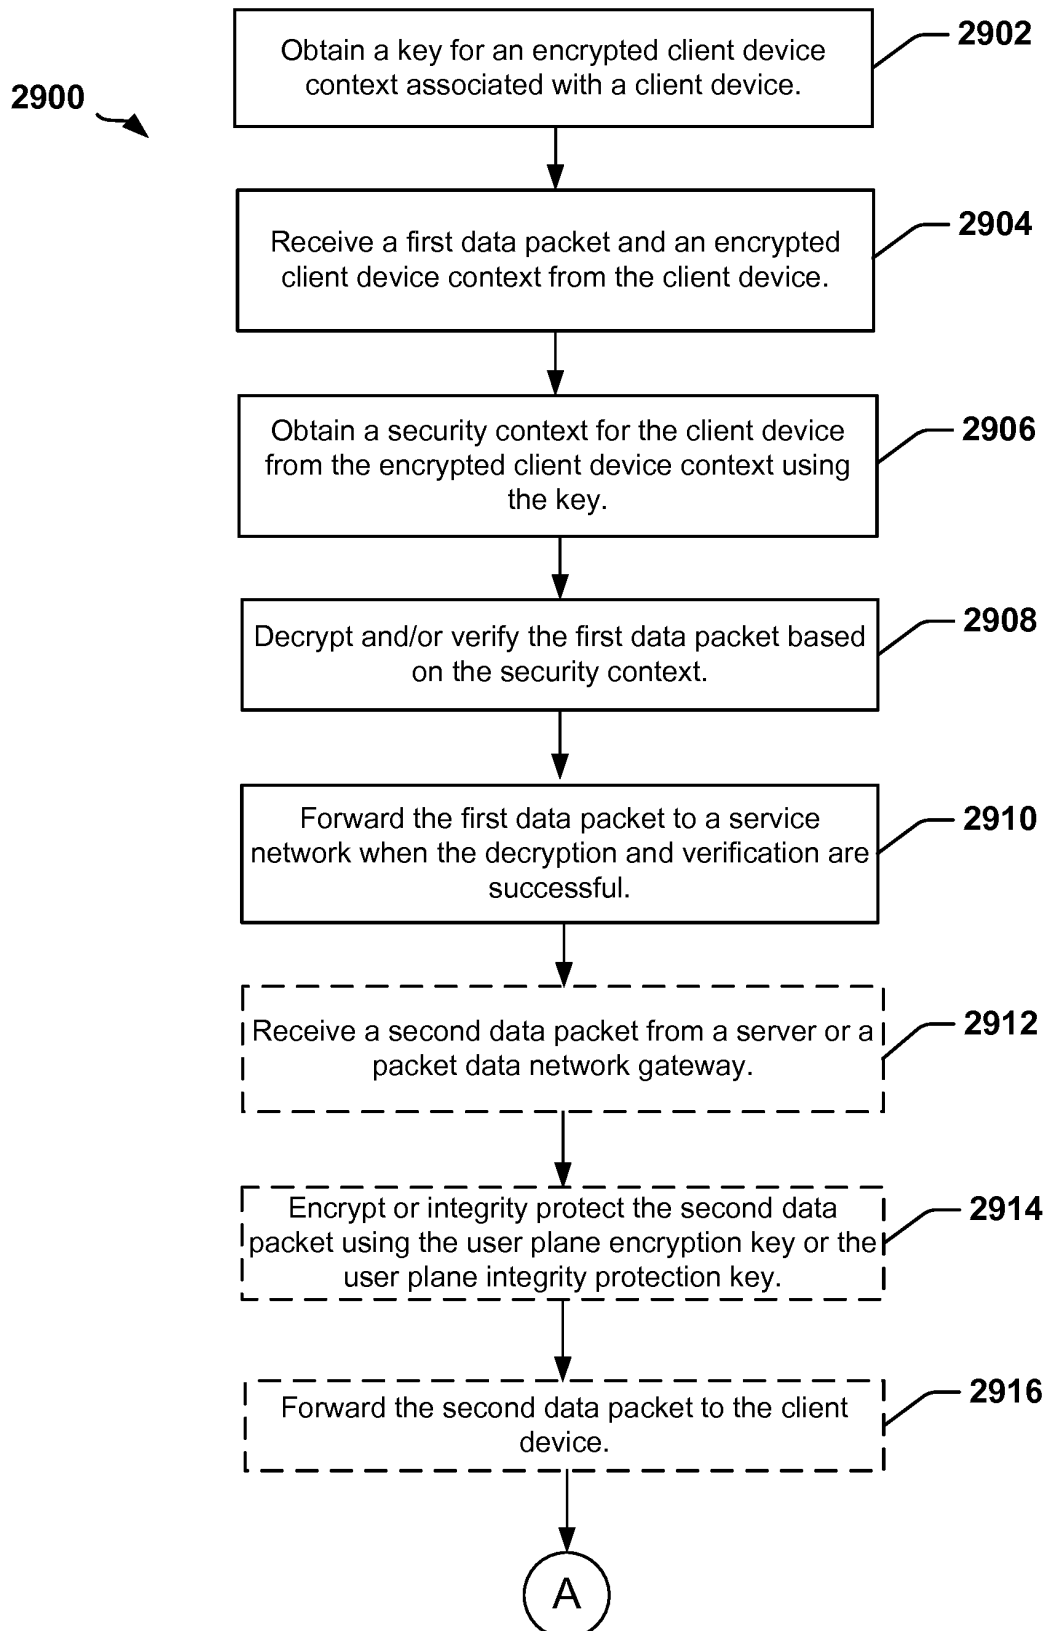 2900
Obtain a key for an encrypted client device
context associated with a client device.
2902
Receive a first data packet and an encrypted
client device context from the client device.
2904
Obtain a security context for the client device
from the encrypted client device context using
the key.
2906
Decrypt and/or verify the first data packet based
on the security context.
2908
Forward the first data packet to a service
network when the decryption and verification are
successful.
2910
Receive a second data packet from a server or a
packet data network gateway.
2912
Encrypt or integrity protect the second data
packet using the user plane encryption key or the
user plane integrity protection key.
2914
Forward the second data packet to the client
device.
2916
A